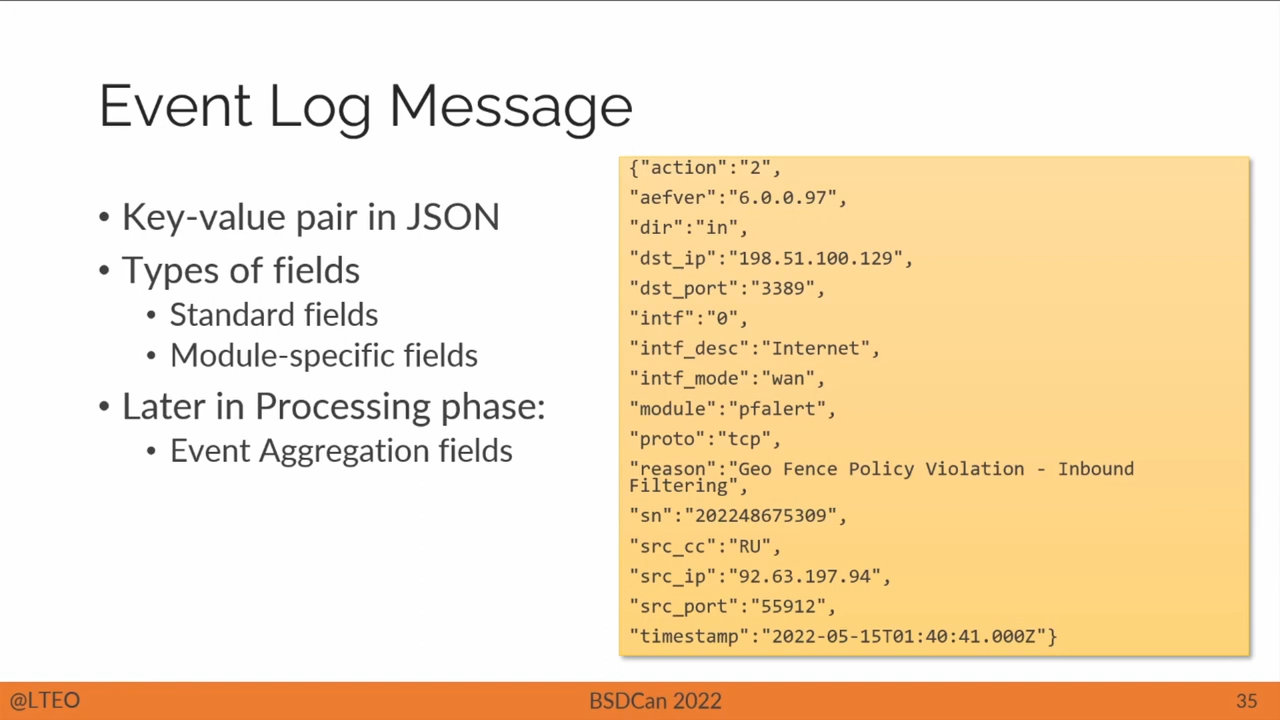 Event Log Message
• Key-value pair in JSON
• Types of fields
• Standard fields
• Module-specific fields
• Later in Processing phase:
• Event Aggregation fields
{"action":"2",
"aefver":"6.0.0.97",
"dir":"in",
"dst_ip":"198.51.100.129",
"dst_port":"3389",
"intf":"0",
"intf_desc":"Internet",
"intf_mode":"wan",
"module":"pfalert",
"proto":"tcp",
"reason":"Geo Fence Policy Violation - Inbound
Filtering",
"sn":"202248675309",
"src_cc":"RU",
"src_ip":"92.63.197.94",
"src_port":"55912",
"timestamp":"2022-05-15T01:40:41.000Z"}
@LTEO
BSDCan 2022
35